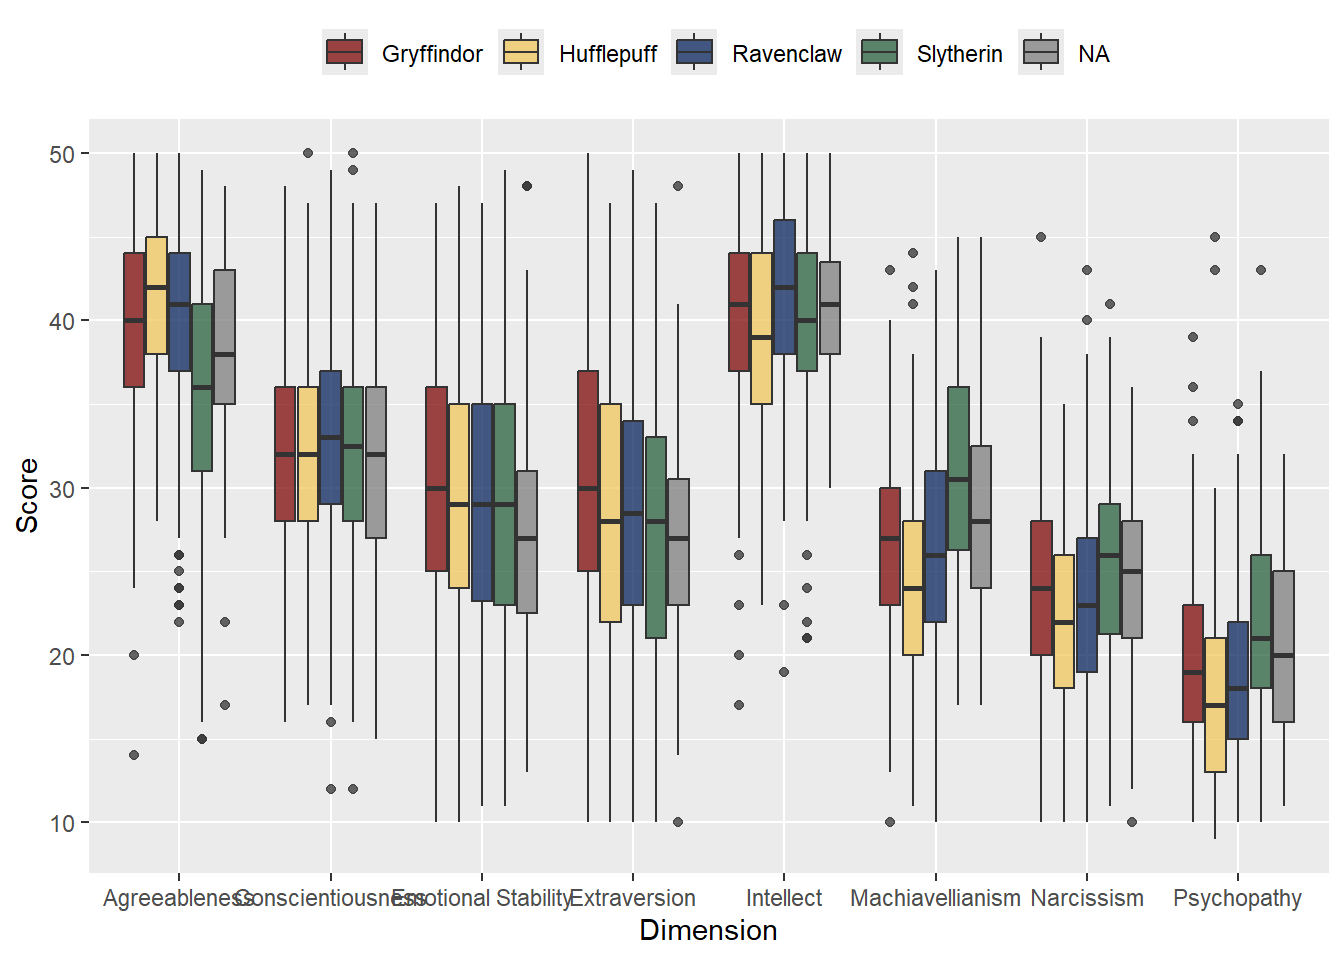 Gryffindor Hufflepuff Ravenclaw Slytherin NA
50
40
30
20
10
Score
Agreeableness Conscientiousness Emotional Stability Extraversion Intellect Machiavellianism Narcissism Psychopathy
Dimension